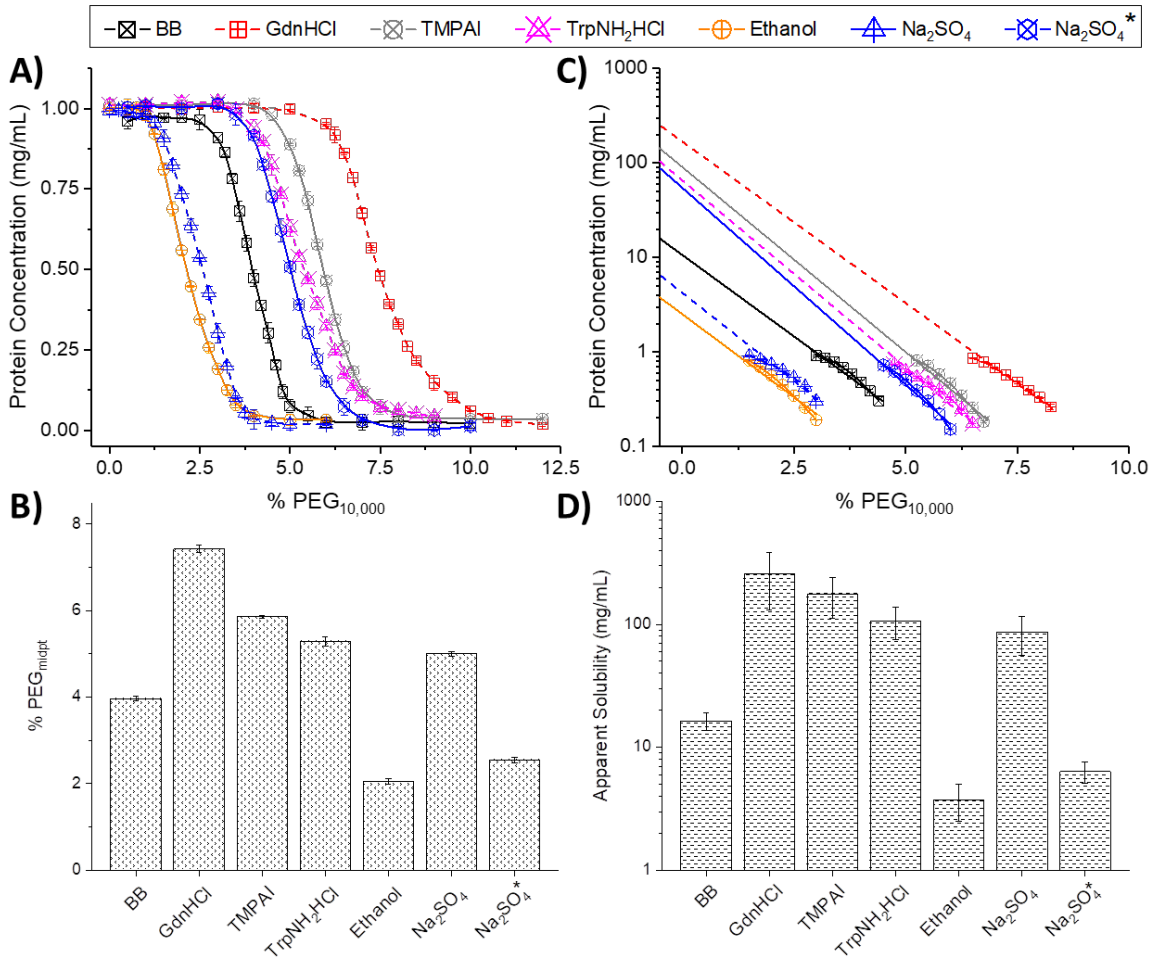 BB GdnHCl TMPAI TrpNH₂HCl Ethanol Na₂SO₄ Na₂SO₄*
A)
Protein Concentration (mg/mL)
1.00
0.75
0.50
0.25
0.00
0.0 2.5 5.0 7.5 10.0 12.5
% PEG₁₀,₀₀₀
C)
Protein Concentration (mg/mL)
1000
100
10
1
0.1
0.0 2.5 5.0 7.5 10.0
% PEG₁₀,₀₀₀
B)
% PEGmidpt
8
6
4
2
0
BB GdnHCl TMPAI TrpNH₂HCl Ethanol Na₂SO₄ Na₂SO₄*
D)
Apparent Solubility (mg/mL)
1000
100
10
1
BB GdnHCl TMPAI TrpNH₂HCl Ethanol Na₂SO₄ Na₂SO₄*